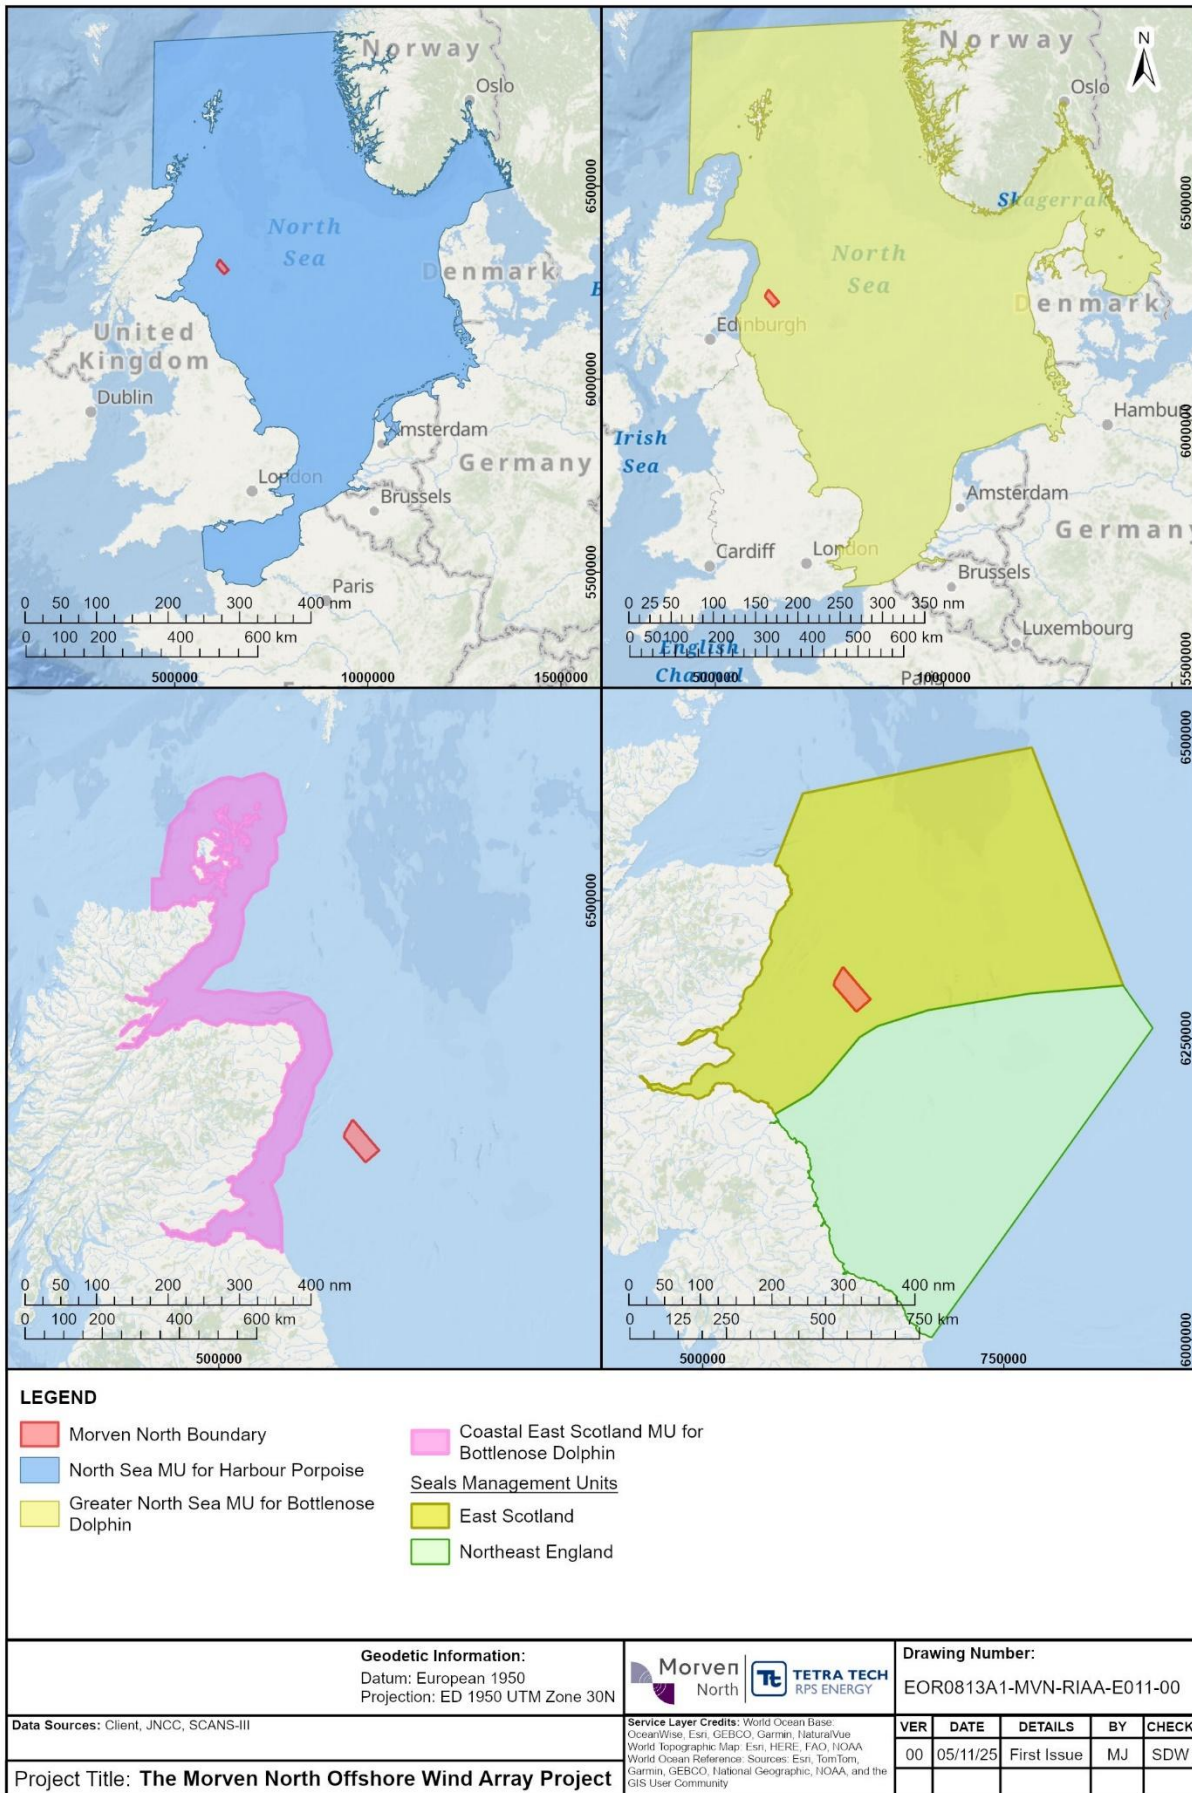 Norway
Oslo
North
Sea
Denmark
United
Kingdom
Dublin
London
Amsterdam
Germany
Brussels
Paris
6500000
6000000
5500000
0 50 100 200 300 400 nm
0 100 200 400 600 km
500000 1000000 1500000
Norway
N
Oslo
Skagerrak
North
Sea
Edinburgh
Denmark
Hamburg
Irish
Sea
Amsterdam
Germany
Cardiff
London
Brussels
Luxembourg
English
Channel
Paris
6500000
6000000
5500000
0 25 50 100 150 200 250 300 350 nm
0 50 100 200 300 400 500 600 km
500000 1000000
6500000
0 50 100 200 300 400 nm
0 100 200 400 600 km
500000
6500000
6250000
6000000
0 50 100 200 300 400 nm
0 125 250 500 750 km
500000 750000
LEGEND
Morven North Boundary
North Sea MU for Harbour Porpoise
Greater North Sea MU for Bottlenose
Dolphin
Coastal East Scotland MU for
Bottlenose Dolphin
Seals Management Units
East Scotland
Northeast England
Geodetic Information:
Datum: European 1950
Projection: ED 1950 UTM Zone 30N
Data Sources: Client, JNCC, SCANS-III
Project Title: The Morven North Offshore Wind Array Project
Morven
North
Tt TETRA TECH
RPS ENERGY
Service Layer Credits: World Ocean Base:
OceanWise, Esri, GEBCO, Garmin, NaturalVue
World Topographic Map: Esri, HERE, FAO, NOAA
World Ocean Reference: Sources: Esri, TomTom,
Garmin, GEBCO, National Geographic, NOAA, and the
GIS User Community
Drawing Number:
EOR0813A1-MVN-RIAA-E011-00
VER DATE DETAILS BY CHECK
00 05/11/25 First Issue MJ SDW